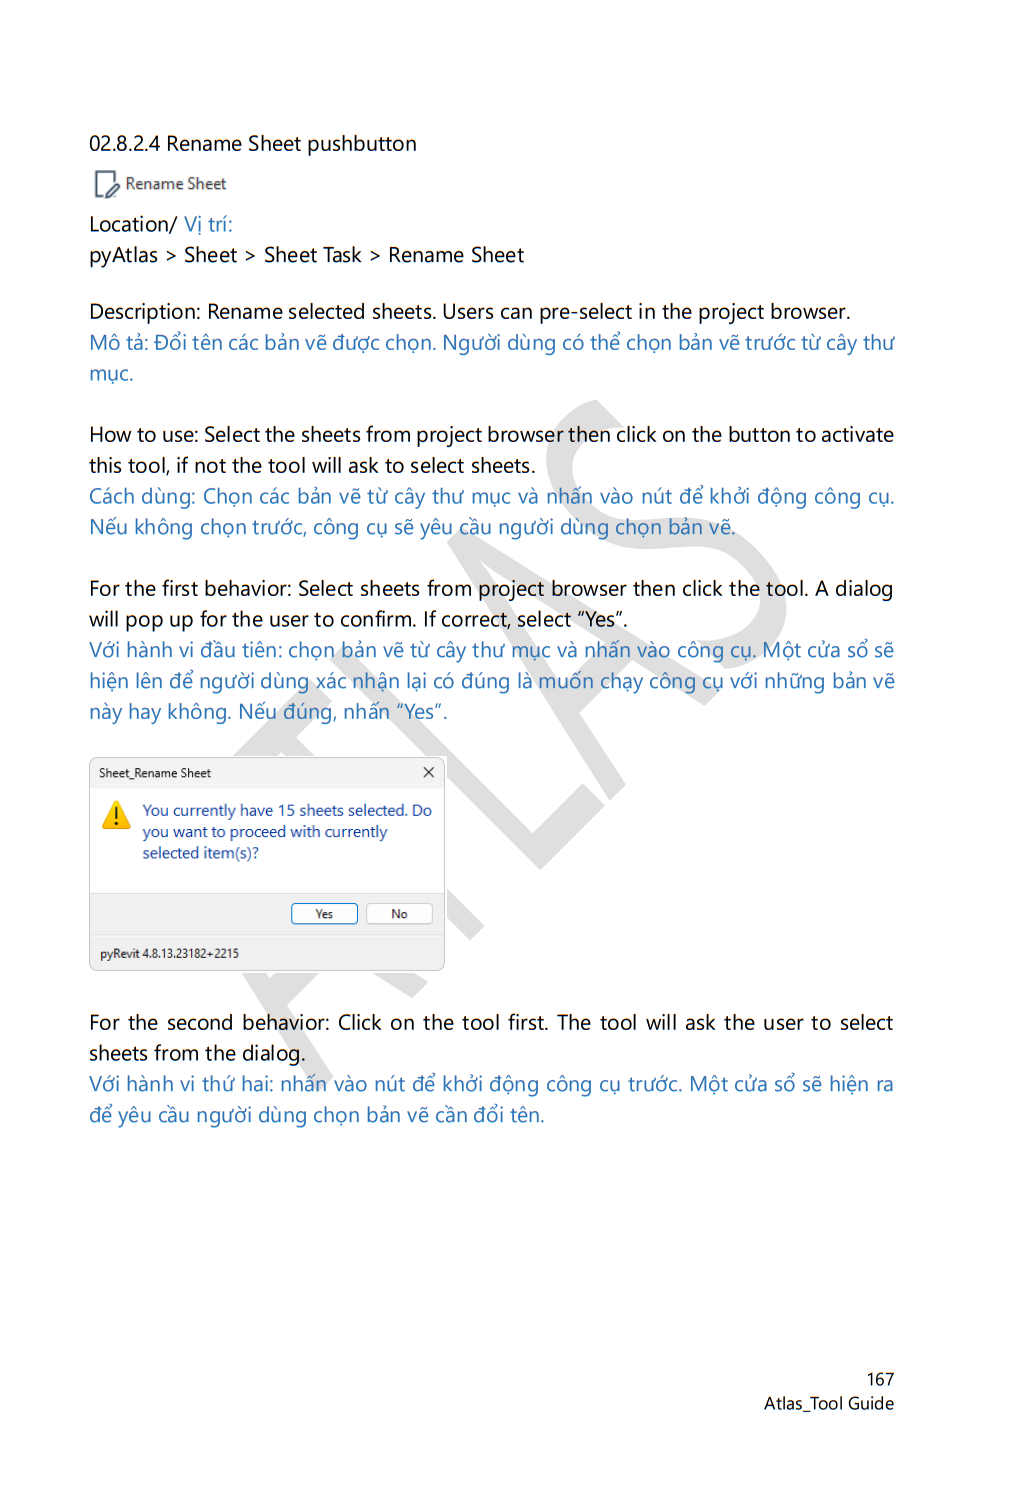 02.8.2.4 Rename Sheet pushbutton
Rename Sheet
Location/ Vị trí:
pyAtlas > Sheet > Sheet Task > Rename Sheet
Description: Rename selected sheets. Users can pre-select in the project browser.
Mô tả: Đổi tên các bản vẽ được chọn. Người dùng có thể chọn bản vẽ trước từ cây thư
mục.
How to use: Select the sheets from project browser then click on the button to activate
this tool, if not the tool will ask to select sheets.
Cách dùng: Chọn các bản vẽ từ cây thư mục và nhấn vào nút để khởi động công cụ.
Nếu không chọn trước, công cụ sẽ yêu cầu người dùng chọn bản vẽ.
For the first behavior: Select sheets from project browser then click the tool. A dialog
will pop up for the user to confirm. If correct, select “Yes”.
Với hành vi đầu tiên: chọn bản vẽ từ cây thư mục và nhấn vào công cụ. Một cửa sổ sẽ
hiện lên để người dùng xác nhận lại có đúng là muốn chạy công cụ với những bản vẽ
này hay không. Nếu đúng, nhấn “Yes”.
Sheet_Rename Sheet
You currently have 15 sheets selected. Do
you want to proceed with currently
selected item(s)?
Yes No
pyRevit 4.8.13.23182+2215
For the second behavior: Click on the tool first. The tool will ask the user to select
sheets from the dialog.
Với hành vi thứ hai: nhấn vào nút để khởi động công cụ trước. Một cửa sổ sẽ hiện ra
để yêu cầu người dùng chọn bản vẽ cần đổi tên.
ATLAS
167
Atlas_Tool Guide